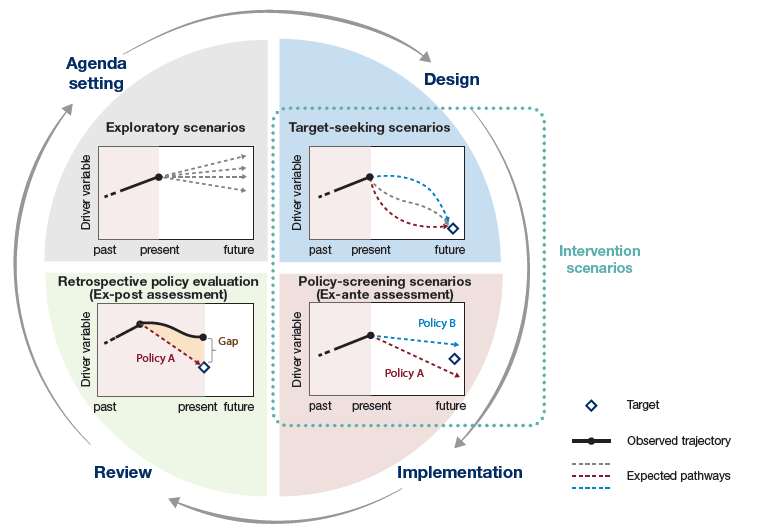 Agenda
setting
Design
Exploratory scenarios
Driver variable
past present future
Target-seeking scenarios
Driver variable
past present future
Intervention
scenarios
Retrospective policy evaluation
(Ex-post assessment)
Driver variable
Policy A
Gap
past present future
Policy-screening scenarios
(Ex-ante assessment)
Driver variable
Policy B
Policy A
past present future
Review
Implementation
Target
Observed trajectory
Expected pathways